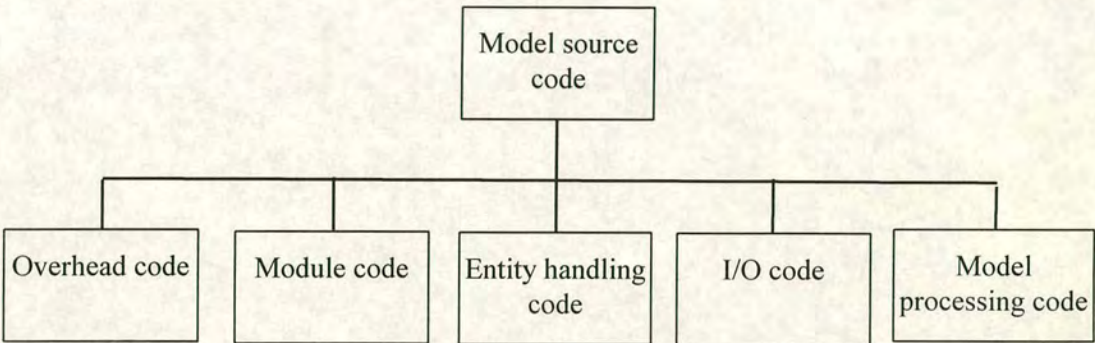 Model source
code
Overhead code
Module code
Entity handling
code
I/O code
Model
processing code